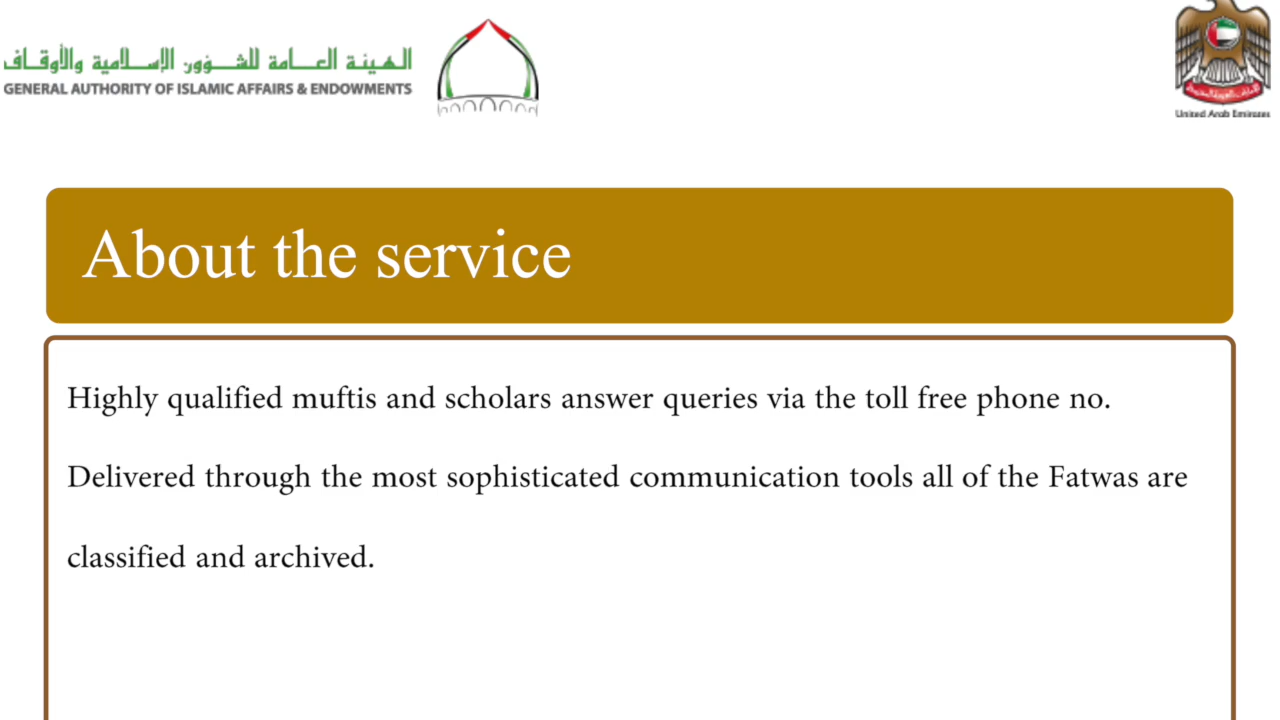 الهيئة العامة للشؤون الإسلامية والأوقاف
GENERAL AUTHORITY OF ISLAMIC AFFAIRS & ENDOWMENTS
United Arab Emirates
About the service
Highly qualified muftis and scholars answer queries via the toll free phone no.
Delivered through the most sophisticated communication tools all of the Fatwas are
classified and archived.